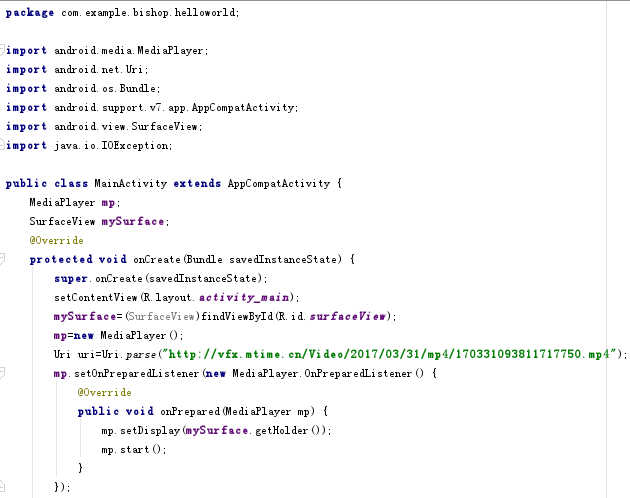 package com.example.bishop.helloworld;
import android.media.MediaPlayer;
import android.net.Uri;
import android.os.Bundle;
import android.support.v7.app.AppCompatActivity;
import android.view.SurfaceView;
import java.io.IOException;
public class MainActivity extends AppCompatActivity {
MediaPlayer mp;
SurfaceView mySurface;
@Override
protected void onCreate(Bundle savedInstanceState) {
super.onCreate(savedInstanceState);
setContentView(R.layout.activity_main);
mySurface=(SurfaceView)findViewById(R.id.surfaceView);
mp=new MediaPlayer();
Uri uri=Uri.parse("http://vfx.mtime.cn/Video/2017/03/31/mp4/170331093811717750.mp4");
mp.setOnPreparedListener(new MediaPlayer.OnPreparedListener() {
@Override
public void onPrepared(MediaPlayer mp) {
mp.setDisplay(mySurface.getHolder());
mp.start();
}
});